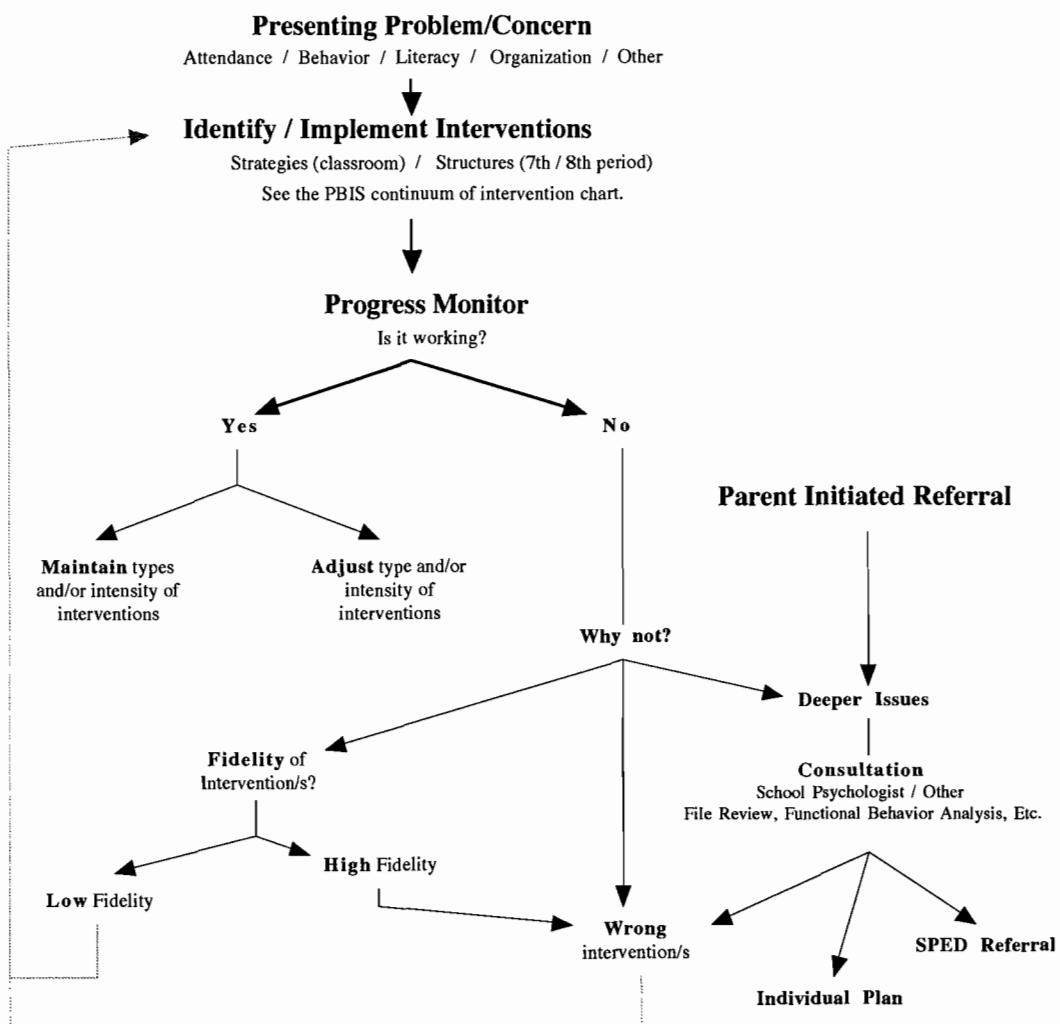 Presenting Problem/Concern
Attendance / Behavior / Literacy / Organization / Other
Identify / Implement Interventions
Strategies (classroom) / Structures (7th / 8th period)
See the PBIS continuum of intervention chart.
Progress Monitor
Is it working?
Yes
No
Maintain types
and/or intensity of
interventions
Adjust type and/or
intensity of
interventions
Parent Initiated Referral
Why not?
Deeper Issues
Fidelity of
Intervention/s?
Consultation
School Psychologist / Other
File Review, Functional Behavior Analysis, Etc.
Low Fidelity
High Fidelity
Wrong
intervention/s
SPED Referral
Individual Plan